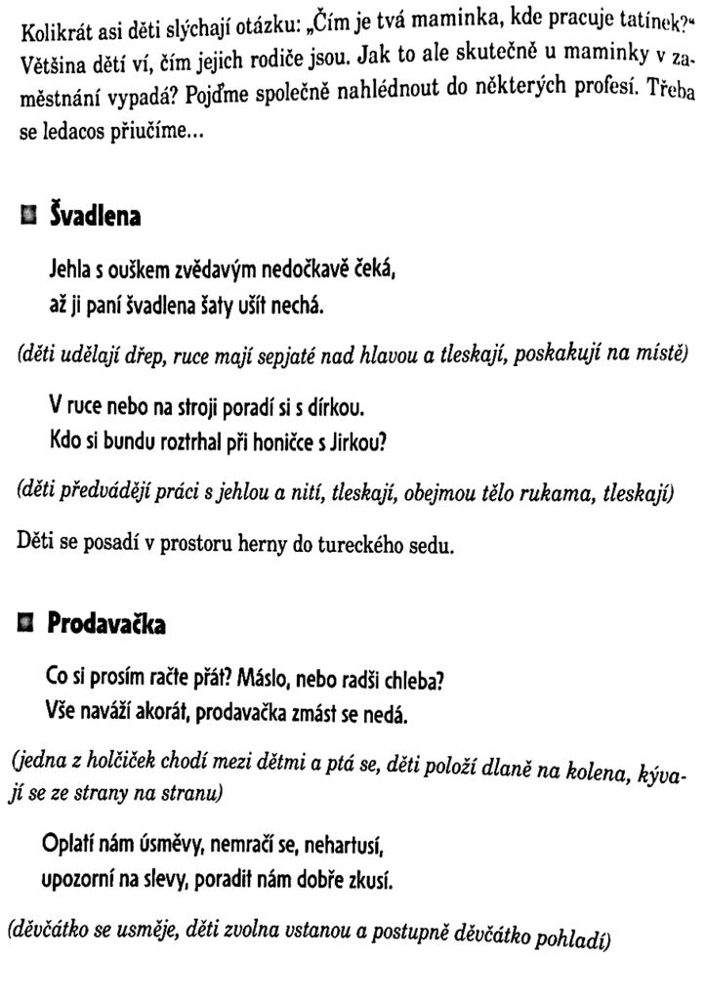 Kolikrát asi děti slýchají otázku: „Čím je tvá maminka, kde pracuje tatínek?“
Většina dětí ví, čím jejich rodiče jsou. Jak to ale skutečně u maminky v za-
městnání vypadá? Pojďme společně nahlédnout do některých profesí. Třeba
se ledacos přiučíme...
Švadlena
Jehla s ouškem zvědavým nedočkavě čeká,
až ji paní švadlena šaty ušít nechá.
(děti udělají dřep, ruce mají sepjaté nad hlavou a tleskají, poskakují na místě)
V ruce nebo na stroji poradí si s dírkou.
Kdo si bundu roztrhal při honičce s Jirkou?
(děti předvádějí práci s jehlou a nití, tleskají, obejmou tělo rukama, tleskají)
Děti se posadí v prostoru herny do tureckého sedu.
Prodavačka
Co si prosím račte přát? Máslo, nebo radši chleba?
Vše naváží akorát, prodavačka zmást se nedá.
(jedna z holčiček chodí mezi dětmi a ptá se, děti položí dlaně na kolena, kýva-
jí se ze strany na stranu)
Oplatí nám úsměvy, nemračí se, nehartusí,
upozorní na slevy, poradit nám dobře zkusí.
(děvčátko se usměje, děti zvolna vstanou a postupně děvčátko pohladí)